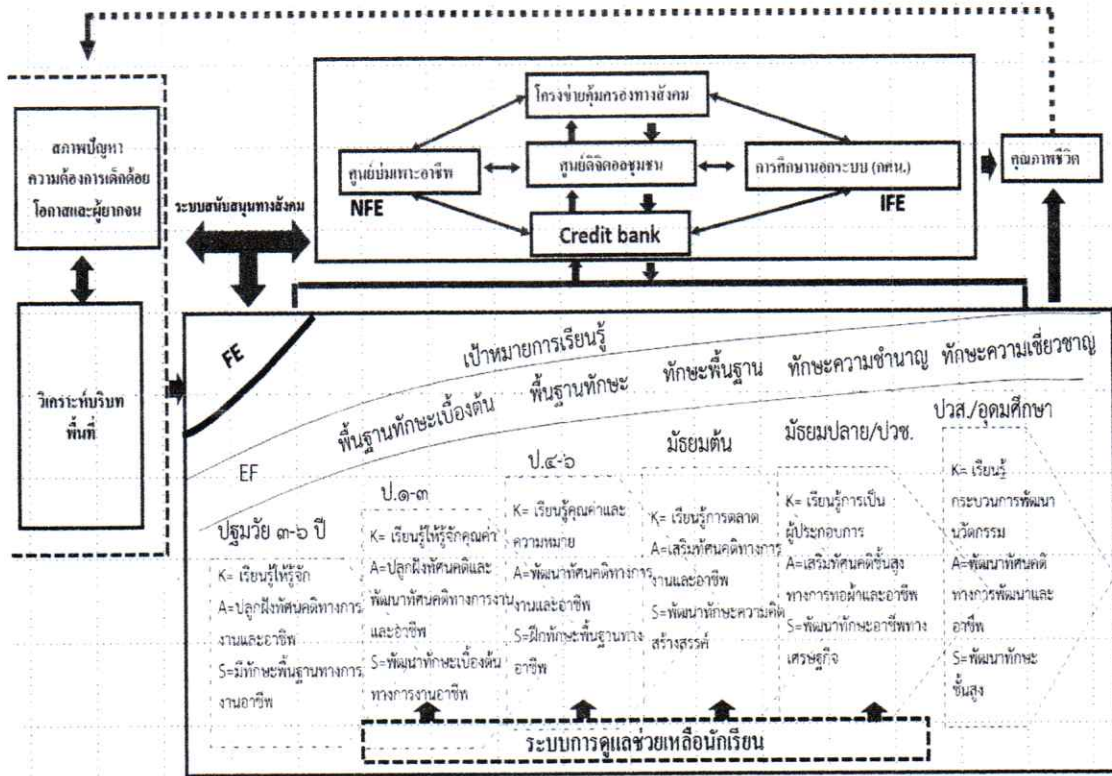 โครงข่ายคุ้มครองทางสังคม
สภาพปัญหา
ความต้องการเด็กด้อย
โอกาสและผู้ยากจน
ศูนย์บ่มเพาะอาชีพ
ศูนย์ดิจิตอลชุมชน
การศึกษานอกระบบ (กศน.)
คุณภาพชีวิต
NFE
IFE
ระบบสนับสนุนทางสังคม
Credit bank
วิเคราะห์บริบท
พื้นที่
FE
เป้าหมายการเรียนรู้
EF
พื้นฐานทักษะเบื้องต้น
พื้นฐานทักษะ
ทักษะพื้นฐาน
ทักษะความชำนาญ
ทักษะความเชี่ยวชาญ
ปฐมวัย ๓-๖ ปี
K= เรียนรู้ให้รู้จัก
A=ปลูกฝังทัศนคติทางการ
งานและอาชีพ
S=มีทักษะพื้นฐานทางการ
งานอาชีพ
ป.๑-๓
K= เรียนรู้ให้รู้จักคุณค่า
A=ปลูกฝังทัศนคติและ
พัฒนาทัศนคติทางการงาน
และอาชีพ
S=พัฒนาทักษะเบื้องต้น
ทางการงานอาชีพ
ป.๔-๖
K= เรียนรู้คุณค่าและ
ความหมาย
A=พัฒนาทัศนคติทางการ
งานและอาชีพ
S=ฝึกทักษะพื้นฐานทาง
อาชีพ
มัธยมต้น
K= เรียนรู้การตลาด
A=เสริมทัศนคติทางการ
งานและอาชีพ
S=พัฒนาทักษะความคิด
สร้างสรรค์
มัธยมปลาย/ปวช.
K= เรียนรู้การเป็น
ผู้ประกอบการ
A=เสริมทัศนคติชั้นสูง
ทางการทอผ้าและอาชีพ
S=พัฒนาทักษะอาชีพทาง
เศรษฐกิจ
ปวส./อุดมศึกษา
K= เรียนรู้
กระบวนการพัฒนา
นวัตกรรม
A=พัฒนาทัศนคติ
ทางการพัฒนาและ
อาชีพ
S=พัฒนาทักษะ
ชั้นสูง
ระบบการดูแลช่วยเหลือนักเรียน